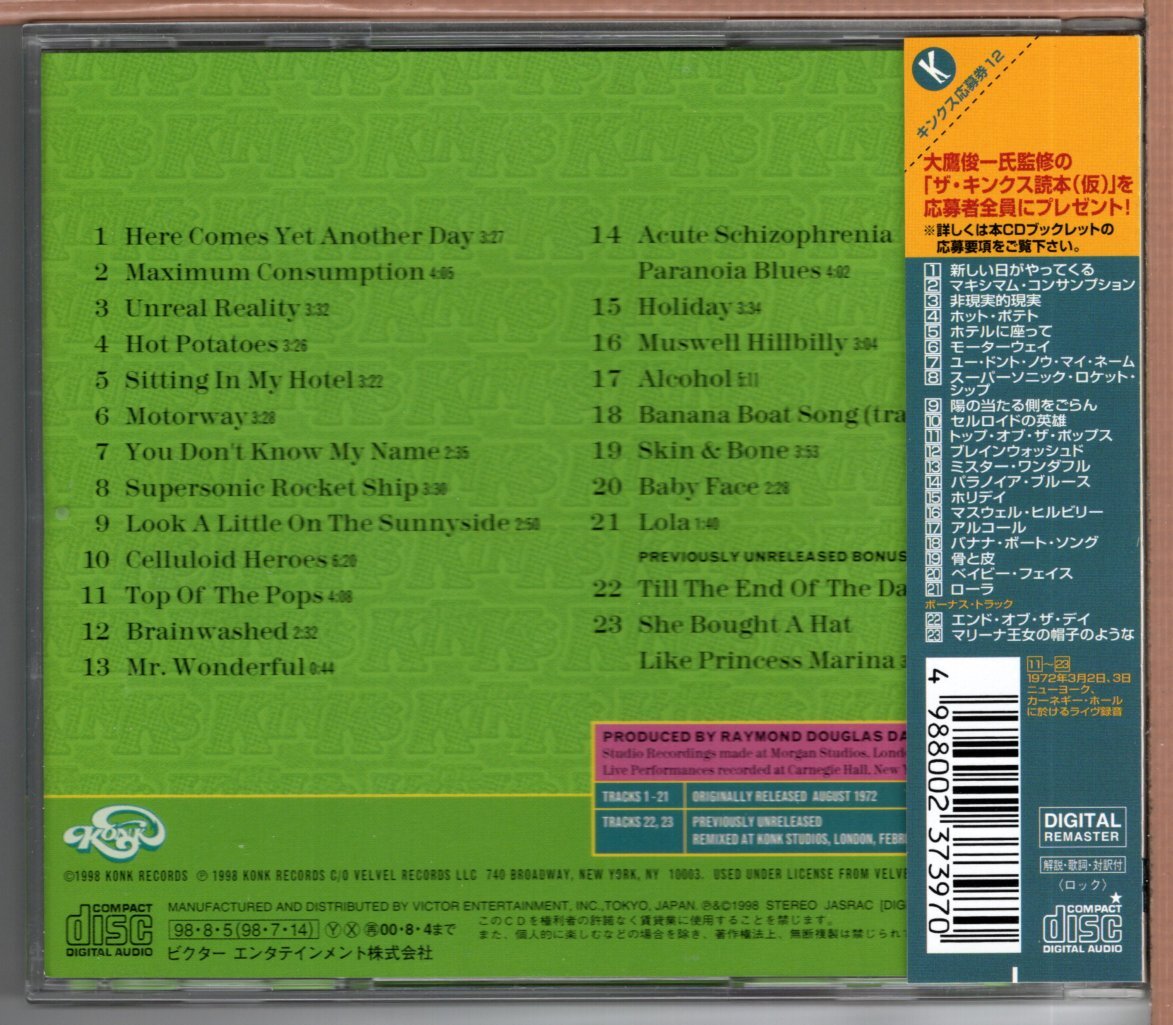 1 Here Comes Yet Another Day 3:27
2 Maximum Consumption 4:05
3 Unreal Reality 3:32
4 Hot Potatoes 3:26
5 Sitting In My Hotel 3:22
6 Motorway 3:28
7 You Don't Know My Name 2:35
8 Supersonic Rocket Ship 3:30
9 Look A Little On The Sunnyside 2:50
10 Celluloid Heroes 6:20
11 Top Of The Pops 4:08
12 Brainwashed 2:32
13 Mr. Wonderful 0:44
14 Acute Schizophrenia
Paranoia Blues 4:02
15 Holiday 3:34
16 Muswell Hillbilly 3:04
17 Alcohol 5:11
18 Banana Boat Song (tra
19 Skin & Bone 3:53
20 Baby Face 2:28
21 Lola 1:40
PREVIOUSLY UNRELEASED BONUS
22 Till The End Of The Da
23 She Bought A Hat
Like Princess Marina 3
PRODUCED BY RAYMOND DOUGLAS DA
Studio Recordings made at Morgan Studios, Lond
Live Performances recorded at Carnegie Hall, New
TRACKS 1-21 ORIGINALLY RELEASED AUGUST 1972
TRACKS 22, 23 PREVIOUSLY UNRELEASED
REMIXED AT KONK STUDIOS, LONDON, FEBR
KONK
©1998 KONK RECORDS ℗ 1998 KONK RECORDS C/O VELVEL RECORDS LLC 740 BROADWAY, NEW YORK, NY 10003. USED UNDER LICENSE FROM VELVE
COMPACT
disc
DIGITAL AUDIO
MANUFACTURED AND DISTRIBUTED BY VICTOR ENTERTAINMENT, INC.,TOKYO, JAPAN. ℗&©1998 STEREO JASRAC [DIG
98・8・5(98・7・14) Ⓨ Ⓧ 再00・8・4まで
このCDを権利者の許諾なく賃貸業に使用することを禁じます。
また、個人的に楽しむなどの場合を除き、著作権法上、無断複製は禁じられ
ビクター エンタテインメント株式会社
K
キンクス応募券 12
大鷹俊一氏監修の
「ザ・キンクス読本(仮)」を
応募者全員にプレゼント!
※詳しくは本CDブックレットの
応募要項をご覧下さい。
1 新しい日がやってくる
2 マキシマム・コンサンプション
3 非現実的現実
4 ホット・ポテト
5 ホテルに座って
6 モーターウェイ
7 ユー・ドント・ノウ・マイ・ネーム
8 スーパーソニック・ロケット・
シップ
9 陽の当たる側をごらん
10 セルロイドの英雄
11 トップ・オブ・ザ・ポップス
12 ブレインウォッシュド
13 ミスター・ワンダフル
14 パラノイア・ブルース
15 ホリデイ
16 マスウェル・ヒルビリー
17 アルコール
18 バナナ・ボート・ソング
19 骨と皮
20 ベイビー・フェイス
21 ローラ
ボーナス・トラック
22 エンド・オブ・ザ・デイ
23 マリーナ王女の帽子のような
11～23
1972年3月2日、3日
ニューヨーク、
カーネギー・ホール
に於けるライヴ録音
4 988002 373970
DIGITAL
REMASTER
解説・歌詞・対訳付
〈ロック〉
★
COMPACT
disc
DIGITAL AUDIO